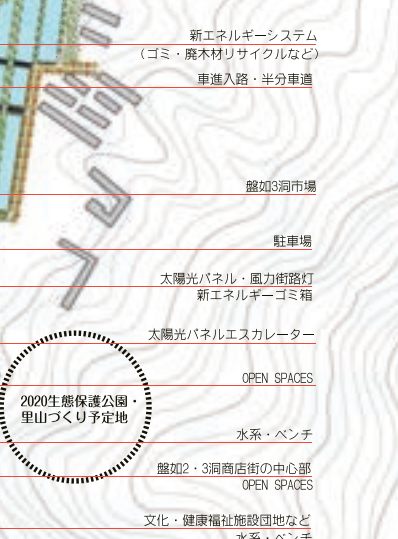 新エネルギーシステム
（ゴミ・廃木材リサイクルなど）
車進入路・半分車道
盤如3洞市場
駐車場
太陽光パネル・風力街路灯
新エネルギーゴミ箱
太陽光パネルエスカレーター
OPEN SPACES
2020生態保護公園・
里山づくり予定地
水系・ベンチ
盤如2・3洞商店街の中心部
OPEN SPACES
文化・健康福祉施設団地など
水系・ベンチ